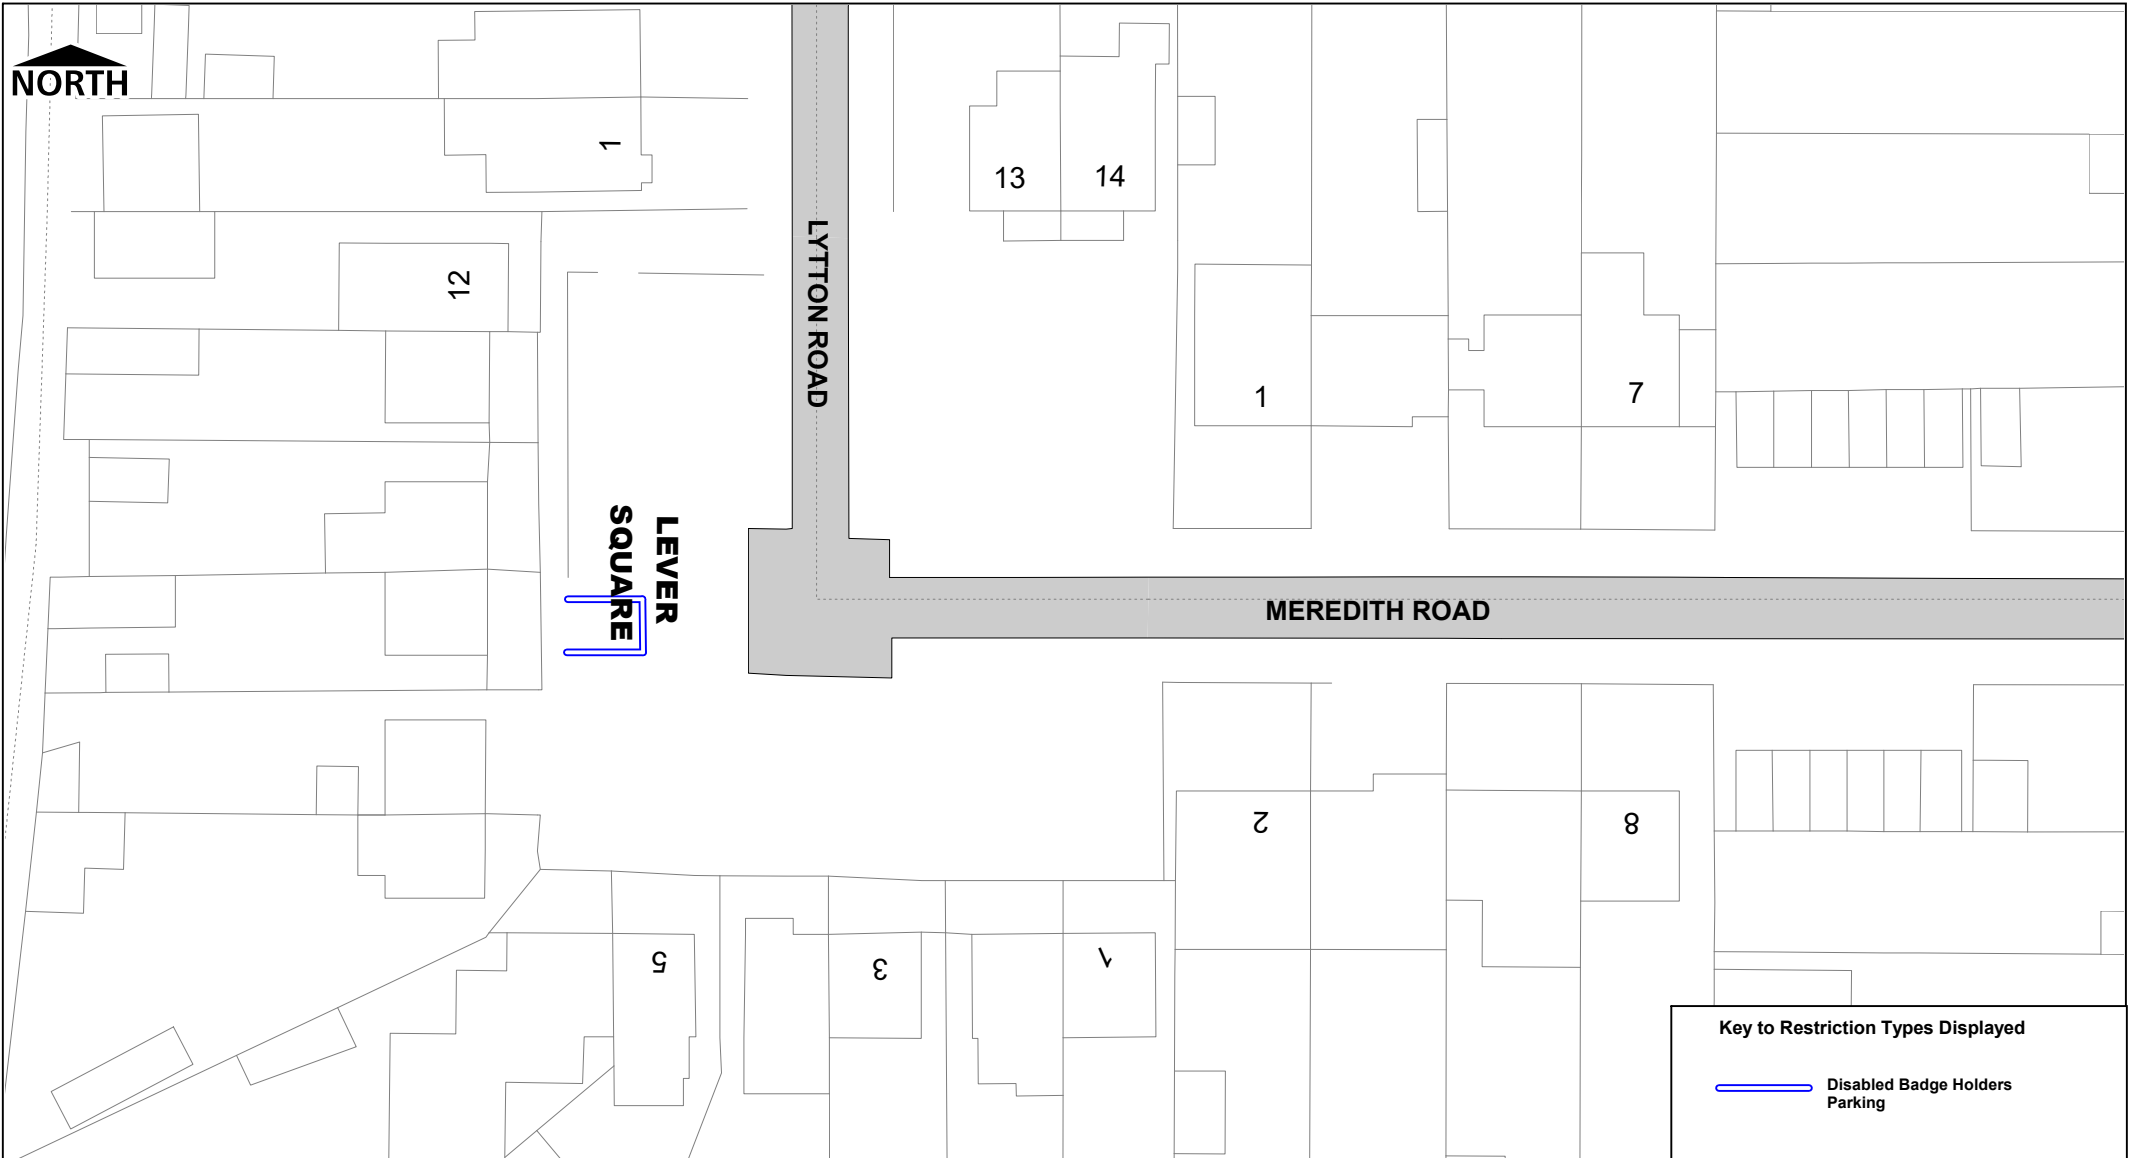 NORTH
1
13
14
LYTTON ROAD
12
1
7
LEVER
SQUARE
MEREDITH ROAD
2
8
5
3
1
Key to Restriction Types Displayed
Disabled Badge Holders
Parking